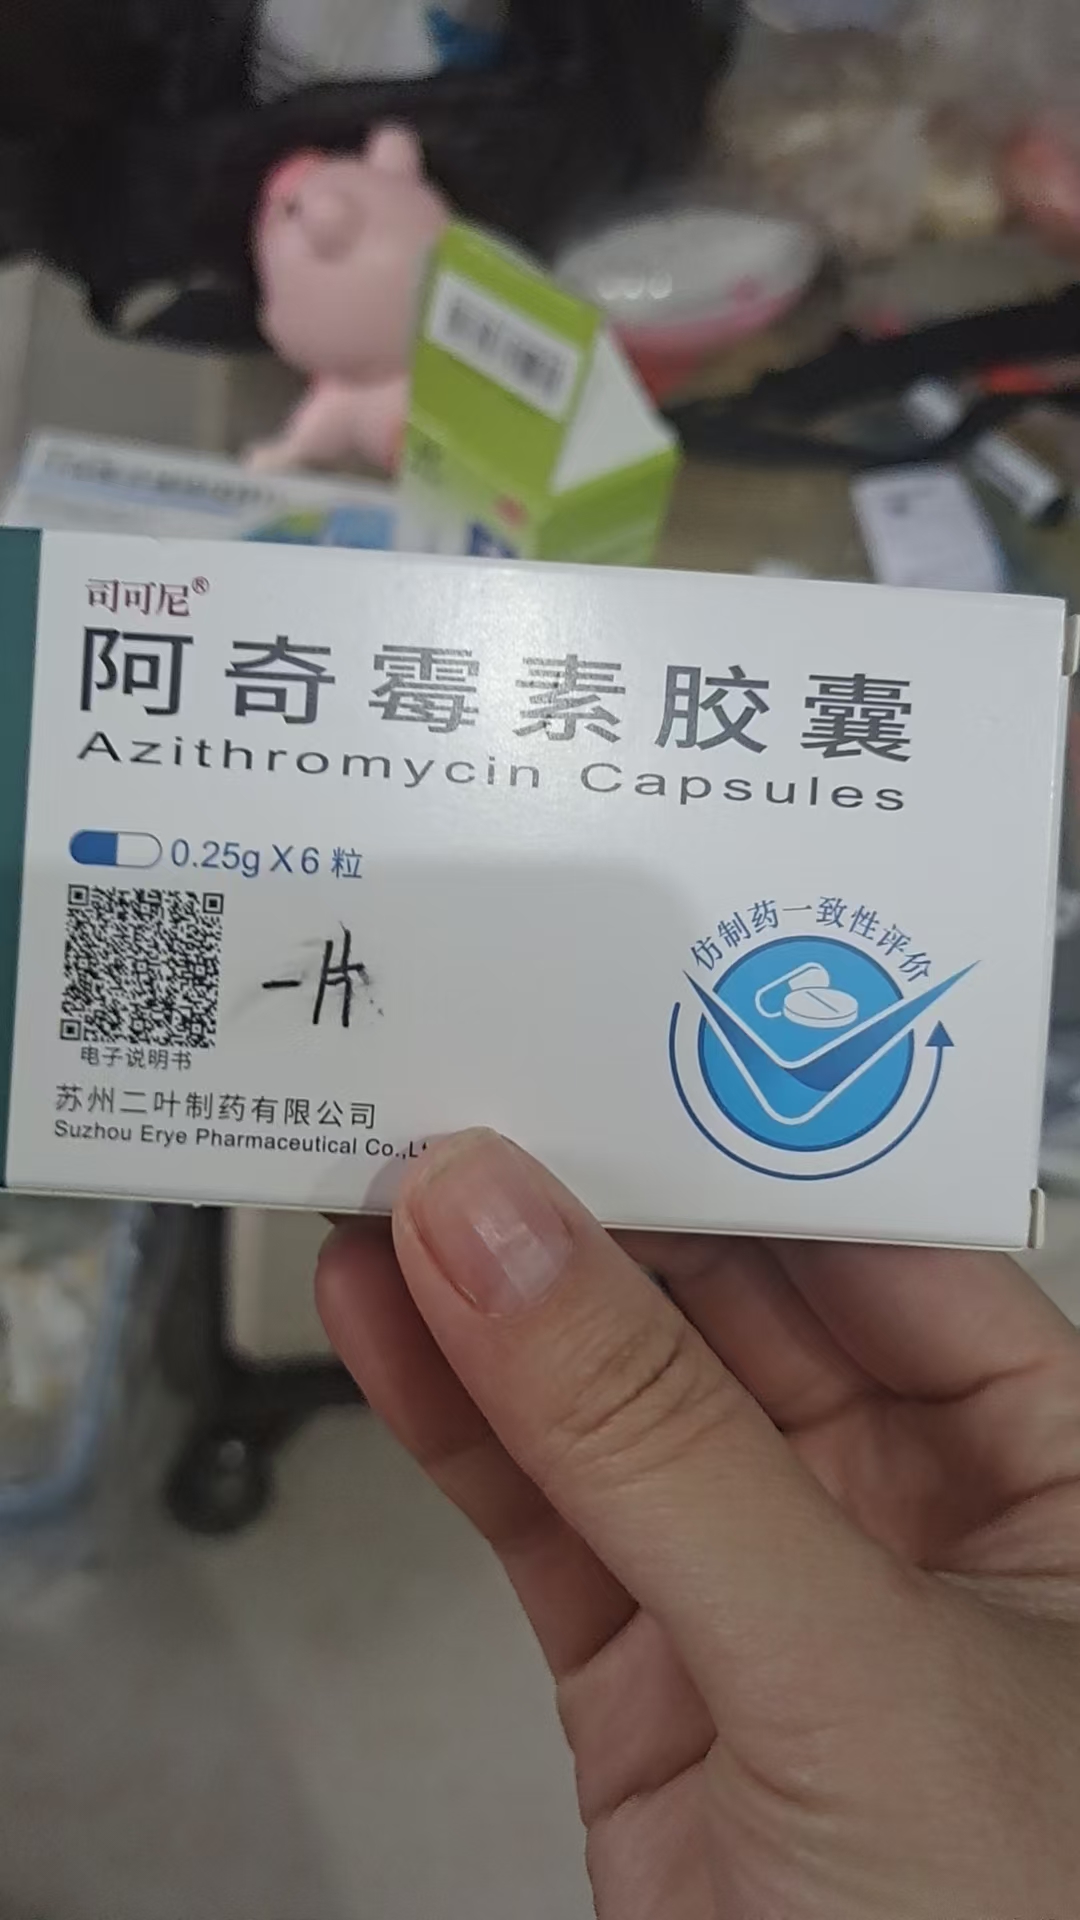 司可尼®
阿奇霉素胶囊
Azithromycin Capsules
0.25g X 6 粒
一片
仿制药一致性评价
电子说明书
苏州二叶制药有限公司
Suzhou Erye Pharmaceutical Co.,L